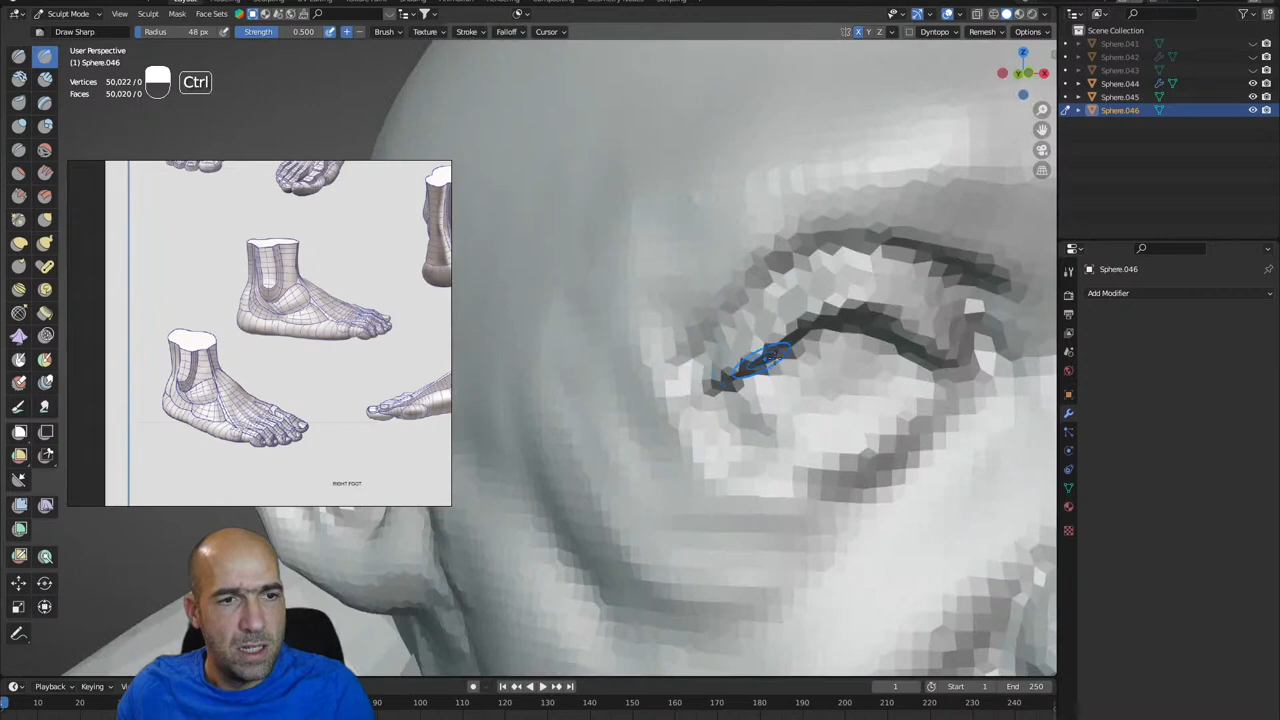 Layout
Sculpt Mode View Sculpt Mask Face Sets
Draw Sharp Radius 48 px Strength 0.500 Brush Texture Stroke Falloff Cursor X Y Z Dyntopo Remesh Options
User Perspective
(1) Sphere.046
Vertices 50,022 / 0
Faces 50,020 / 0
Ctrl
Z
Y
X
RIGHT FOOT
Scene Collection
Sphere.041
Sphere.042
Sphere.043
Sphere.044
Sphere.045
Sphere.046
Sphere.046
Add Modifier
Playback Keying 1 Start 1 End 250
0 20 80 100 110 120 130 140 150 160 170 180 190 200 210 220 230 240